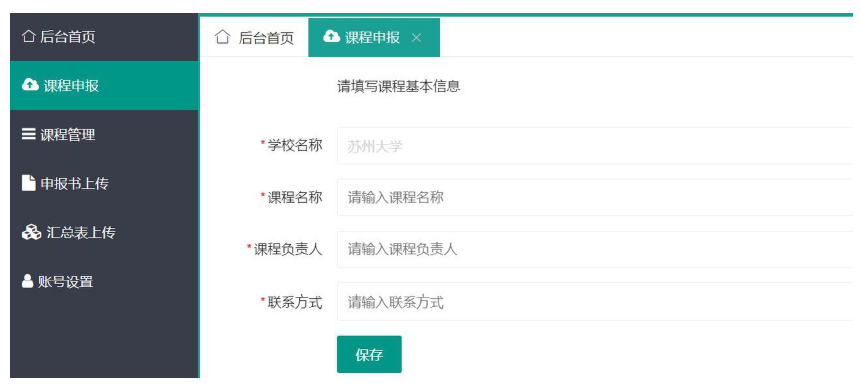 后台首页
课程申报
课程管理
申报书上传
汇总表上传
账号设置
后台首页 课程申报 ×
请填写课程基本信息
*学校名称 苏州大学
*课程名称 请输入课程名称
*课程负责人 请输入课程负责人
*联系方式 请输入联系方式
保存